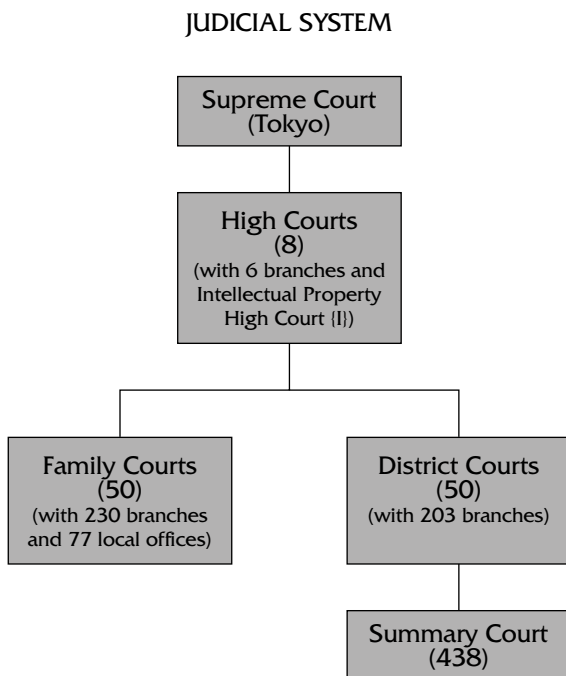 JUDICIAL SYSTEM
Supreme Court
(Tokyo)
High Courts
(8)
(with 6 branches and
Intellectual Property
High Court {I})
Family Courts
(50)
(with 230 branches
and 77 local offices)
District Courts
(50)
(with 203 branches)
Summary Court
(438)